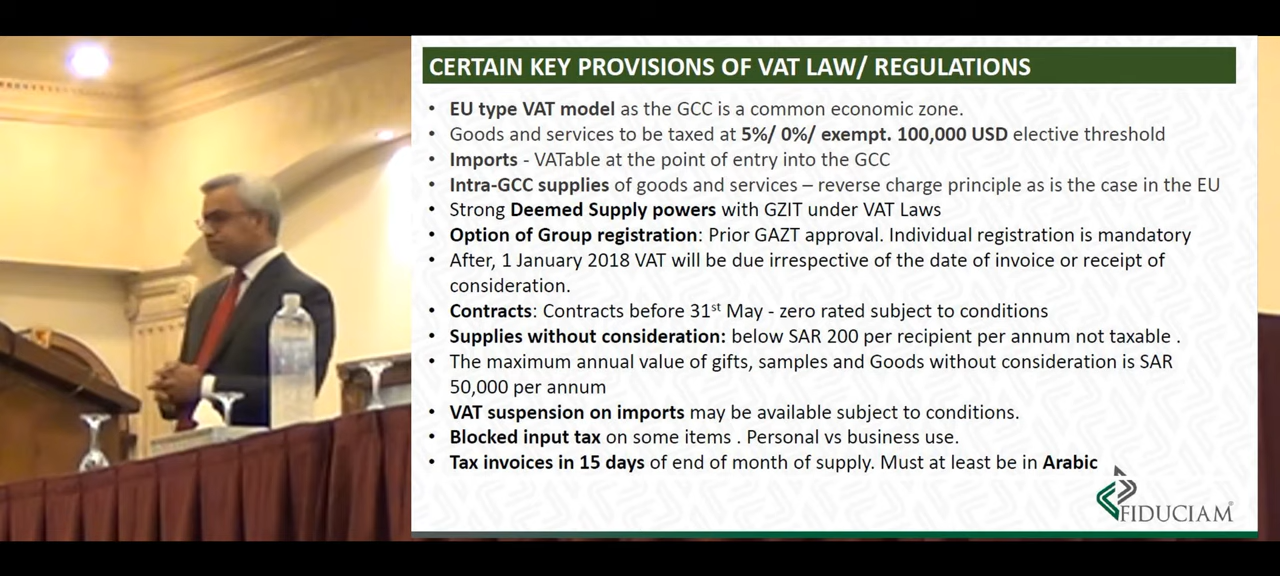 CERTAIN KEY PROVISIONS OF VAT LAW/ REGULATIONS
• EU type VAT model as the GCC is a common economic zone.
• Goods and services to be taxed at 5%/ 0%/ exempt. 100,000 USD elective threshold
• Imports - VATable at the point of entry into the GCC
• Intra-GCC supplies of goods and services – reverse charge principle as is the case in the EU
• Strong Deemed Supply powers with GZIT under VAT Laws
• Option of Group registration: Prior GAZT approval. Individual registration is mandatory
• After, 1 January 2018 VAT will be due irrespective of the date of invoice or receipt of
consideration.
• Contracts: Contracts before 31st May - zero rated subject to conditions
• Supplies without consideration: below SAR 200 per recipient per annum not taxable .
• The maximum annual value of gifts, samples and Goods without consideration is SAR
50,000 per annum
• VAT suspension on imports may be available subject to conditions.
• Blocked input tax on some items . Personal vs business use.
• Tax invoices in 15 days of end of month of supply. Must at least be in Arabic
FIDUCIAM